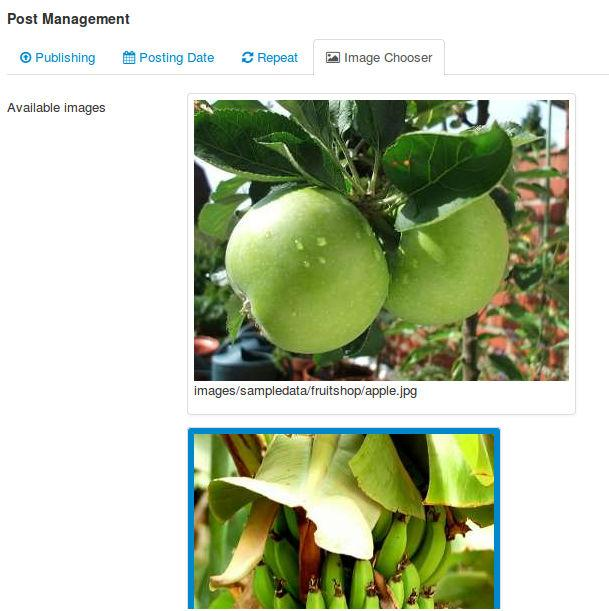 Post Management
Publishing Posting Date Repeat Image Chooser
Available images
images/sampledata/fruitshop/apple.jpg